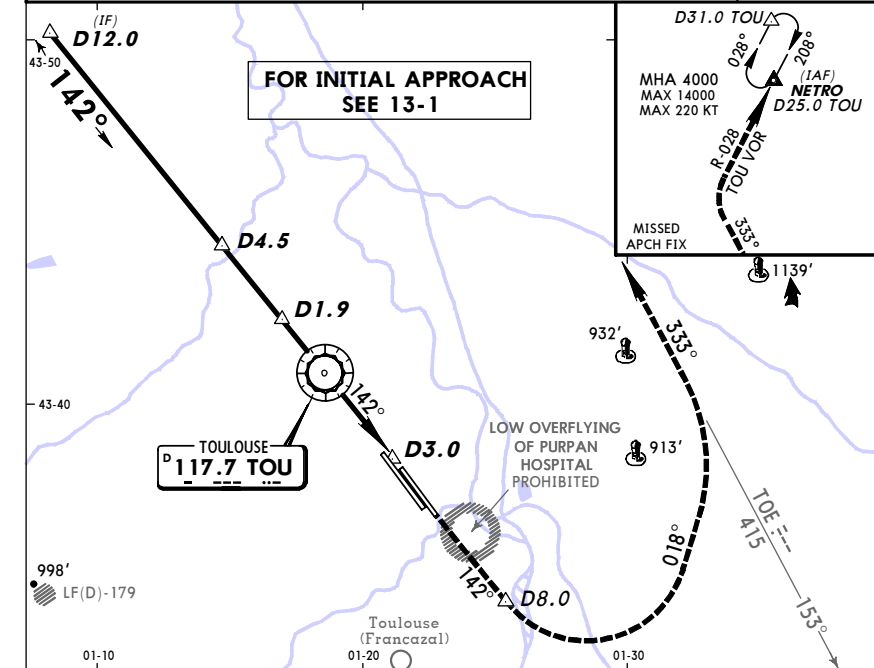 (IF)
D12.0
43-50
142°
FOR INITIAL APPROACH
SEE 13-1
D31.0 TOU
028°
208°
MHA 4000
MAX 14000
MAX 220 KT
(IAF)
NETRO
D25.0 TOU
R-028
TOU VOR
MISSED
APCH FIX
333°
1139'
D4.5
D1.9
932'
333°
43-40
142°
TOULOUSE
D 117.7 TOU
D3.0
LOW OVERFLYING
OF PURPAN
HOSPITAL
PROHIBITED
913'
TOE
415
018°
998'
LF(D)-179
142°
D8.0
153°
Toulouse
(Francazal)
01-10
01-20
01-30